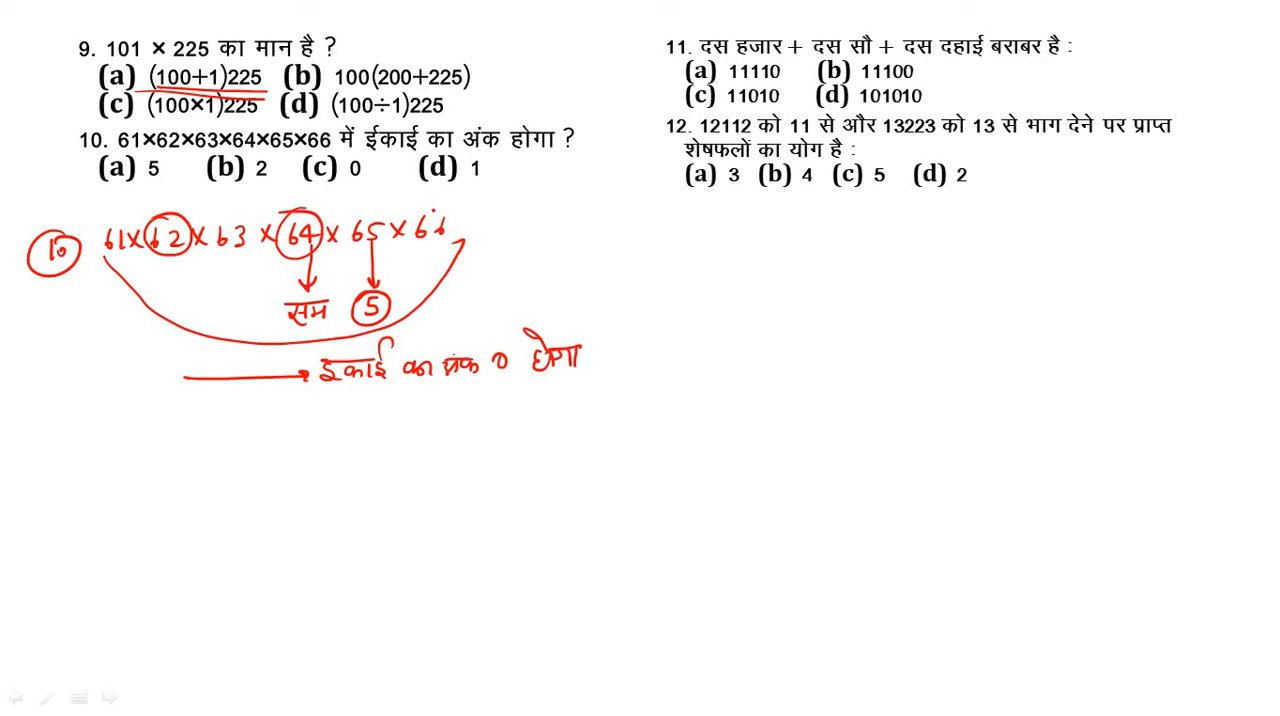 9. 101 × 225 का मान है ?
(a) (100+1)225 (b) 100(200+225)
(c) (100×1)225 (d) (100÷1)225
10. 61×62×63×64×65×66 में ईकाई का अंक होगा ?
(a) 5 (b) 2 (c) 0 (d) 1
10 61×62×63×64×65×66
सम 5
इकाई का अंक 0 होगा
11. दस हजार + दस सौ + दस दहाई बराबर है :
(a) 11110 (b) 11100
(c) 11010 (d) 101010
12. 12112 को 11 से और 13223 को 13 से भाग देने पर प्राप्त
शेषफलों का योग है :
(a) 3 (b) 4 (c) 5 (d) 2